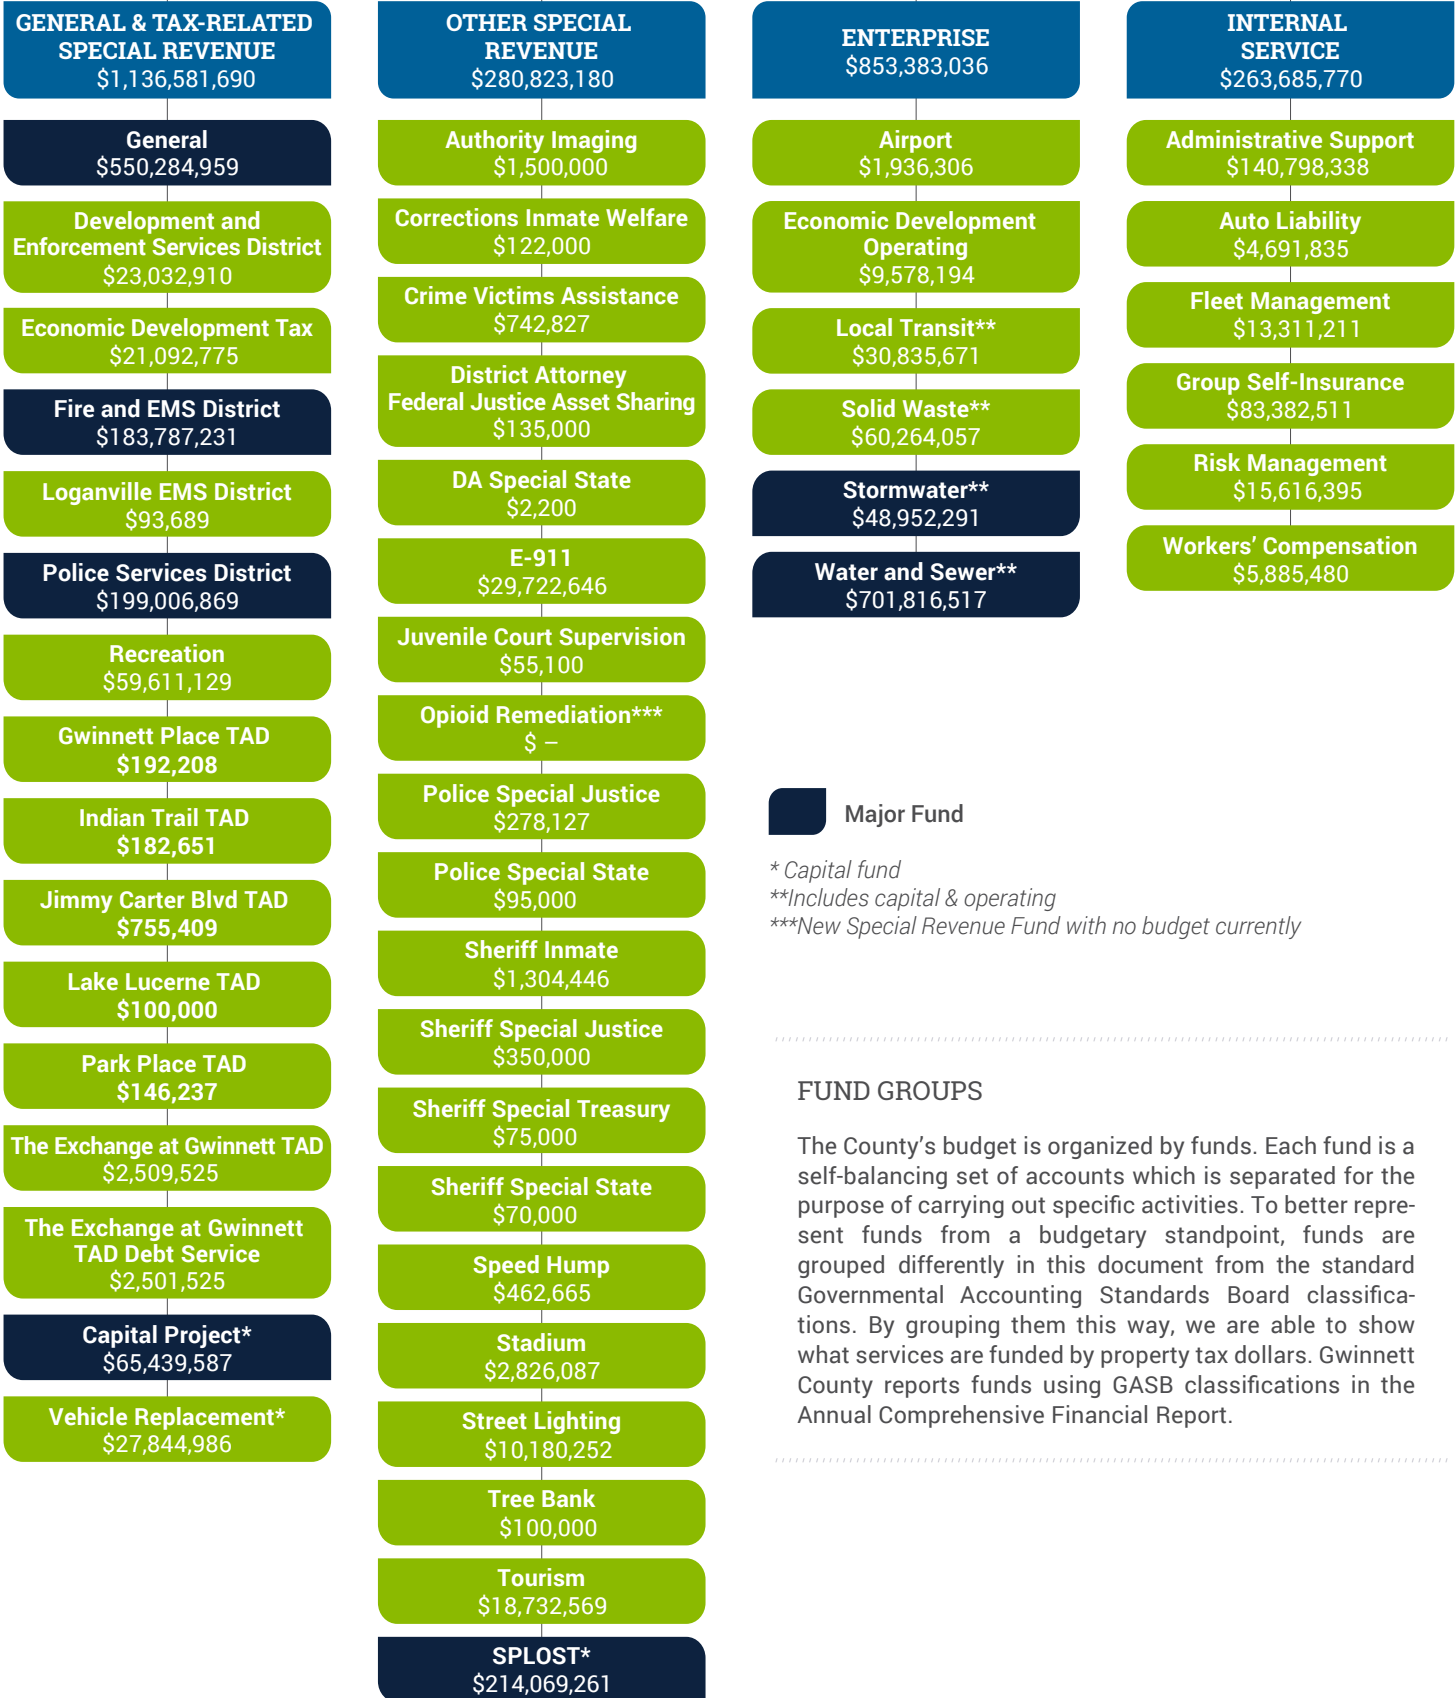 GENERAL & TAX-RELATED
SPECIAL REVENUE
$1,136,581,690
General
$550,284,959
Development and
Enforcement Services District
$23,032,910
Economic Development Tax
$21,092,775
Fire and EMS District
$183,787,231
Loganville EMS District
$93,689
Police Services District
$199,006,869
Recreation
$59,611,129
Gwinnett Place TAD
$192,208
Indian Trail TAD
$182,651
Jimmy Carter Blvd TAD
$755,409
Lake Lucerne TAD
$100,000
Park Place TAD
$146,237
The Exchange at Gwinnett TAD
$2,509,525
The Exchange at Gwinnett
TAD Debt Service
$2,501,525
Capital Project*
$65,439,587
Vehicle Replacement*
$27,844,986
OTHER SPECIAL
REVENUE
$280,823,180
Authority Imaging
$1,500,000
Corrections Inmate Welfare
$122,000
Crime Victims Assistance
$742,827
District Attorney
Federal Justice Asset Sharing
$135,000
DA Special State
$2,200
E-911
$29,722,646
Juvenile Court Supervision
$55,100
Opioid Remediation***
$ –
Police Special Justice
$278,127
Police Special State
$95,000
Sheriff Inmate
$1,304,446
Sheriff Special Justice
$350,000
Sheriff Special Treasury
$75,000
Sheriff Special State
$70,000
Speed Hump
$462,665
Stadium
$2,826,087
Street Lighting
$10,180,252
Tree Bank
$100,000
Tourism
$18,732,569
SPLOST*
$214,069,261
ENTERPRISE
$853,383,036
Airport
$1,936,306
Economic Development
Operating
$9,578,194
Local Transit**
$30,835,671
Solid Waste**
$60,264,057
Stormwater**
$48,952,291
Water and Sewer**
$701,816,517
INTERNAL
SERVICE
$263,685,770
Administrative Support
$140,798,338
Auto Liability
$4,691,835
Fleet Management
$13,311,211
Group Self-Insurance
$83,382,511
Risk Management
$15,616,395
Workers’ Compensation
$5,885,480
Major Fund
* Capital fund
**Includes capital & operating
***New Special Revenue Fund with no budget currently
FUND GROUPS
The County’s budget is organized by funds. Each fund is a
self-balancing set of accounts which is separated for the
purpose of carrying out specific activities. To better repre-
sent funds from a budgetary standpoint, funds are
grouped differently in this document from the standard
Governmental Accounting Standards Board classifica-
tions. By grouping them this way, we are able to show
what services are funded by property tax dollars. Gwinnett
County reports funds using GASB classifications in the
Annual Comprehensive Financial Report.